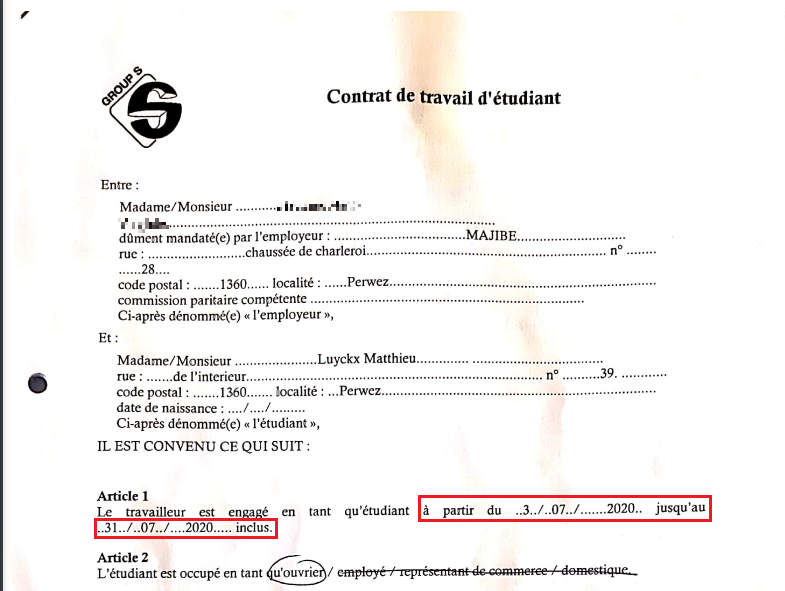 GROUP S
S
Contrat de travail d'étudiant
Entre :
Madame/Monsieur ...........
dûment mandaté(e) par l'employeur : .................................MAJIBE...........................
rue : ........................chaussée de charleroi............................................................ n° ........
......28....
code postal : .......1360...... localité : ......Perwez...................................................................
commission paritaire compétente .....................................................................
Ci-après dénommé(e) « l'employeur »,
Et :
Madame/Monsieur .....................Luyckx Matthieu............. .................................
rue : .......de l'interieur.......................................................................... n° .........39. ............
code postal : .......1360....... localité : ...Perwez...................................................................
date de naissance : ..../..../.........
Ci-après dénommé(e) « l'étudiant »,
IL EST CONVENU CE QUI SUIT :
Article 1
Le travailleur est engagé en tant qu'étudiant à partir du ..3../..07../.......2020.. jusqu'au
..31../..07../....2020..... inclus.
Article 2
L'étudiant est occupé en tant qu'ouvrier/ employé / représentant de commerce / domestique.